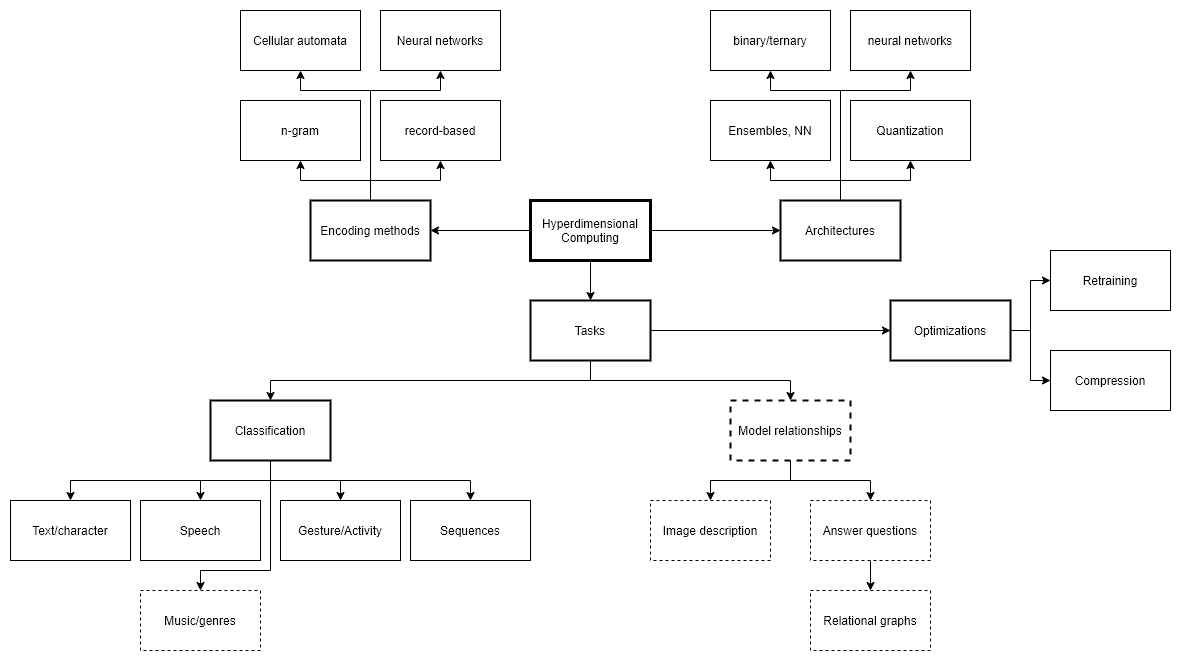 Cellular automata
Neural networks
binary/ternary
neural networks
n-gram
record-based
Ensembles, NN
Quantization
Encoding methods
Hyperdimensional
Computing
Architectures
Retraining
Tasks
Optimizations
Compression
Classification
Model relationships
Text/character
Speech
Gesture/Activity
Sequences
Image description
Answer questions
Music/genres
Relational graphs